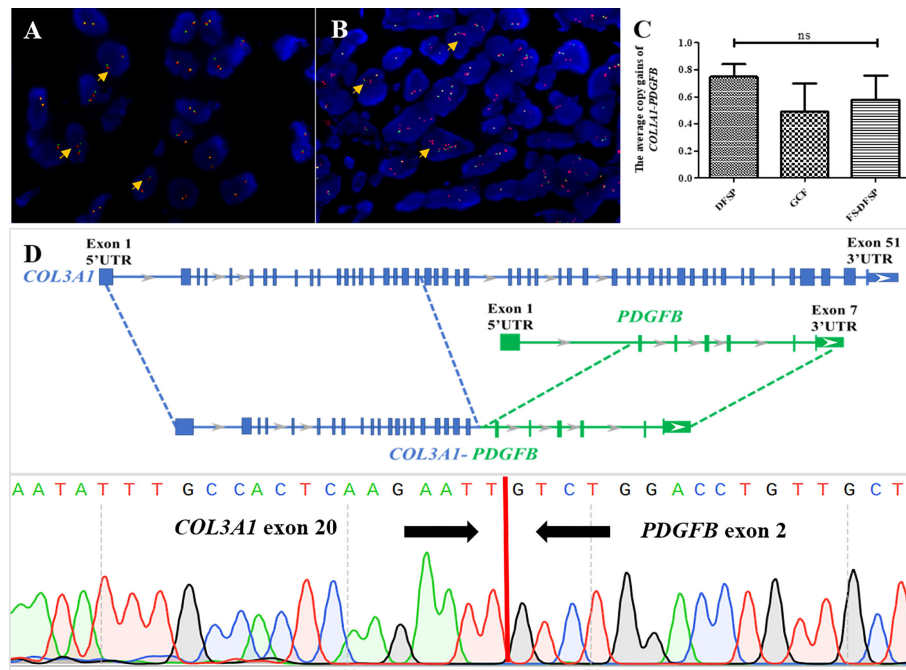 A
B
C
ns
The average copy gains of
COL1A1-PDGFB
1.0
0.8
0.6
0.4
0.2
0.0
DFSP
GCF
FS-DFSP
D
Exon 1
5'UTR
Exon 51
3'UTR
COL3A1
Exon 1
5'UTR
PDGFB
Exon 7
3'UTR
COL3A1-PDGFB
AATATTTGCCACTCAAGAATTGTCTGGACCTGTTGCT
COL3A1 exon 20
PDGFB exon 2